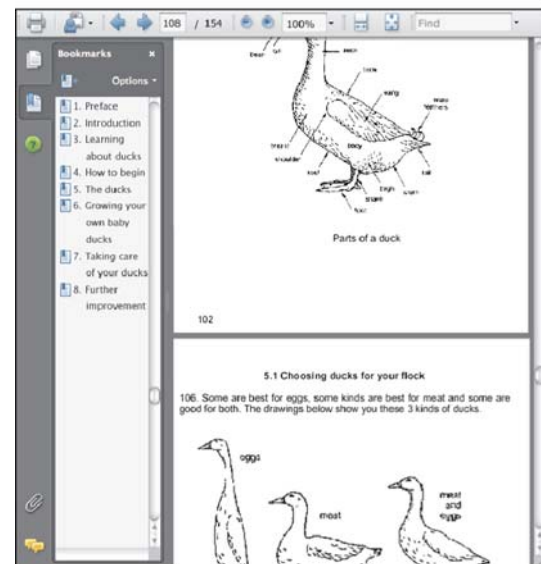 108 / 154
100%
Find
Bookmarks
Options
1. Preface
2. Introduction
3. Learning
about ducks
4. How to begin
5. The ducks
6. Growing your
own baby
ducks
7. Taking care
of your ducks
8. Further
improvement
back
wing
breast
shoulder
body
tail
thigh
shank
foot
Parts of a duck
102
5.1 Choosing ducks for your flock
106. Some are best for eggs, some kinds are best for meat and some are
good for both. The drawings below show you these 3 kinds of ducks.
eggs
meat
meat
and
eggs